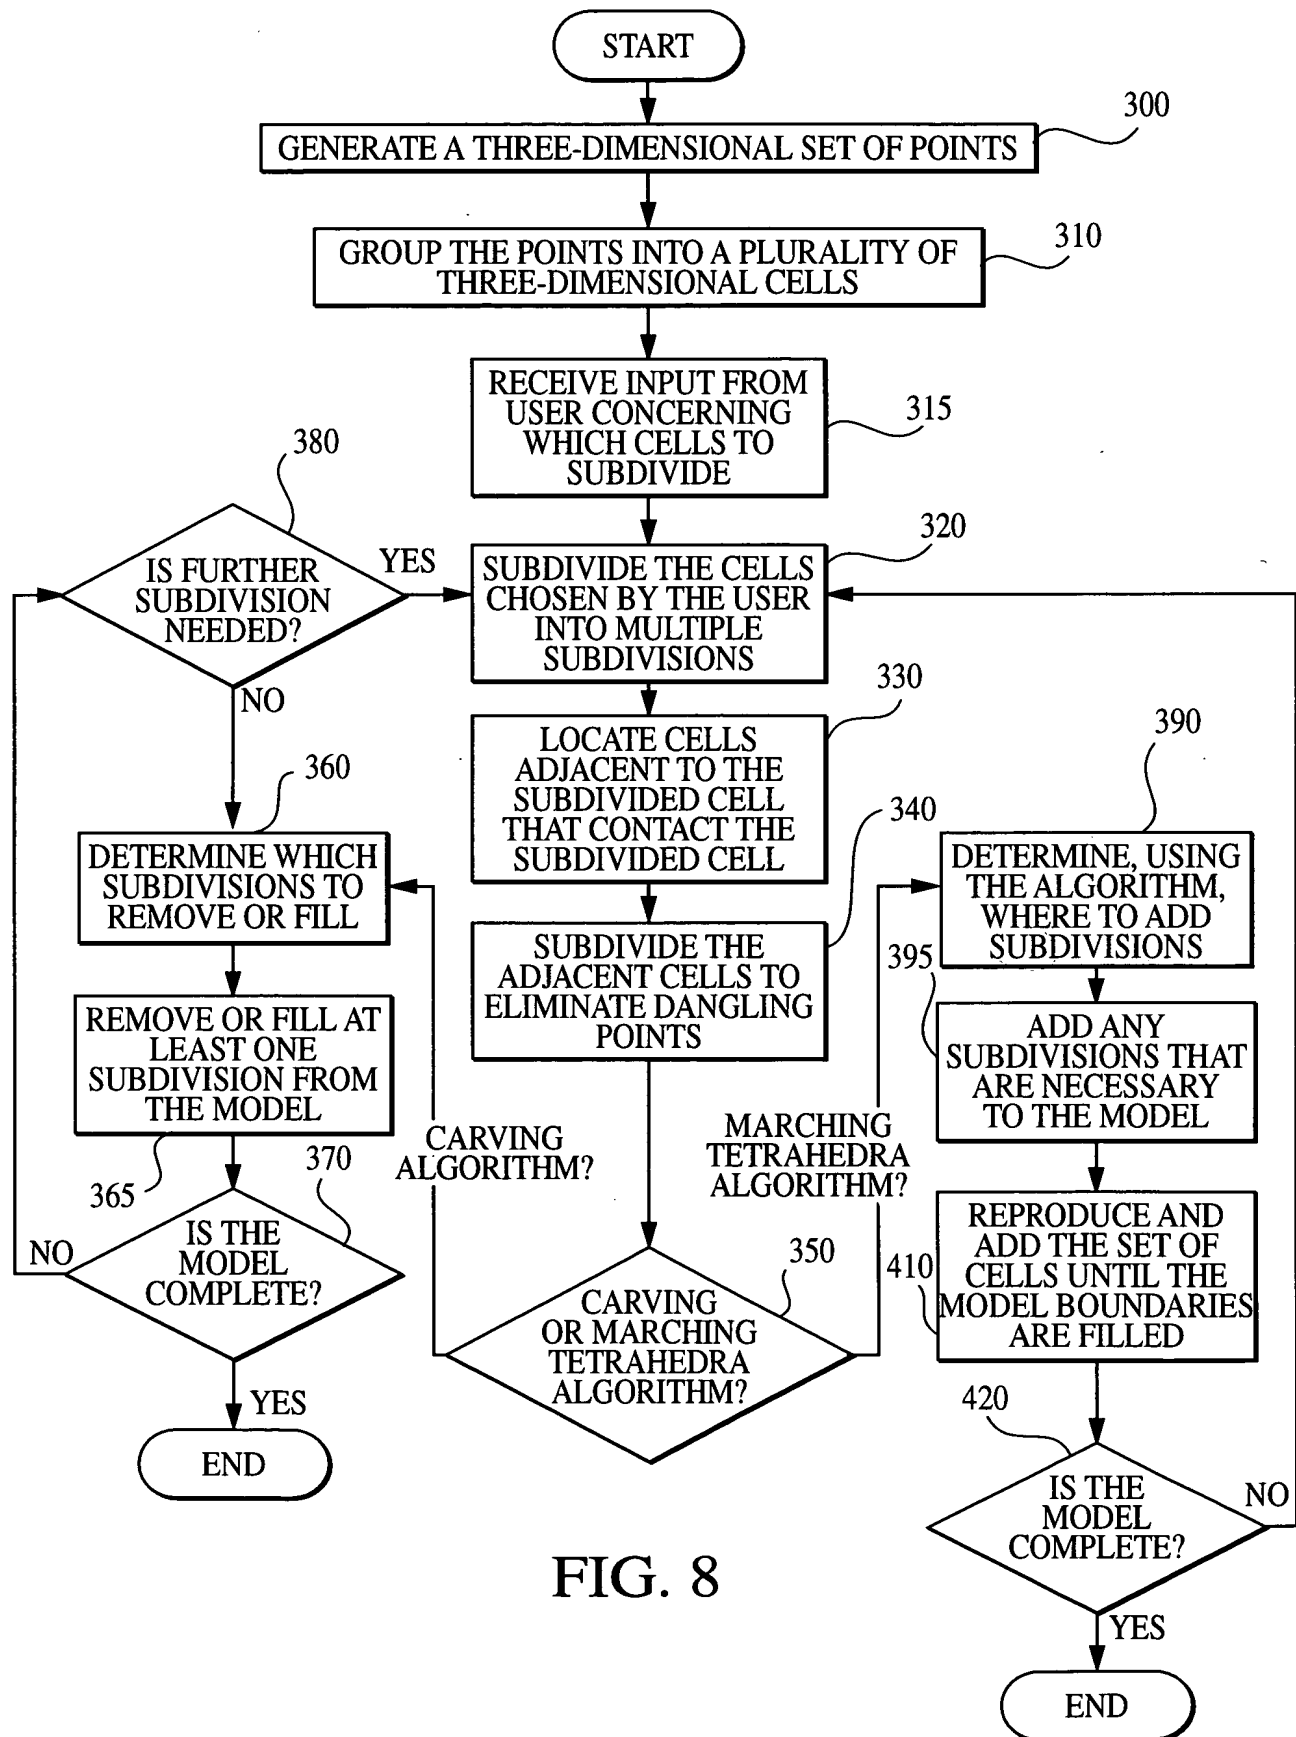 START
300
GENERATE A THREE-DIMENSIONAL SET OF POINTS
310
GROUP THE POINTS INTO A PLURALITY OF
THREE-DIMENSIONAL CELLS
315
RECEIVE INPUT FROM
USER CONCERNING
WHICH CELLS TO
SUBDIVIDE
380
IS FURTHER
SUBDIVISION
NEEDED?
YES
NO
320
SUBDIVIDE THE CELLS
CHOSEN BY THE USER
INTO MULTIPLE
SUBDIVISIONS
330
LOCATE CELLS
ADJACENT TO THE
SUBDIVIDED CELL
THAT CONTACT THE
SUBDIVIDED CELL
340
SUBDIVIDE THE
ADJACENT CELLS TO
ELIMINATE DANGLING
POINTS
350
CARVING
OR MARCHING
TETRAHEDRA
ALGORITHM?
CARVING
ALGORITHM?
MARCHING
TETRAHEDRA
ALGORITHM?
360
DETERMINE WHICH
SUBDIVISIONS TO
REMOVE OR FILL
REMOVE OR FILL AT
LEAST ONE
SUBDIVISION FROM
THE MODEL
365
370
IS THE
MODEL
COMPLETE?
NO
YES
END
390
DETERMINE, USING
THE ALGORITHM,
WHERE TO ADD
SUBDIVISIONS
395
ADD ANY
SUBDIVISIONS THAT
ARE NECESSARY
TO THE MODEL
410
REPRODUCE AND
ADD THE SET OF
CELLS UNTIL THE
MODEL BOUNDARIES
ARE FILLED
420
IS THE
MODEL
COMPLETE?
NO
YES
END
FIG. 8